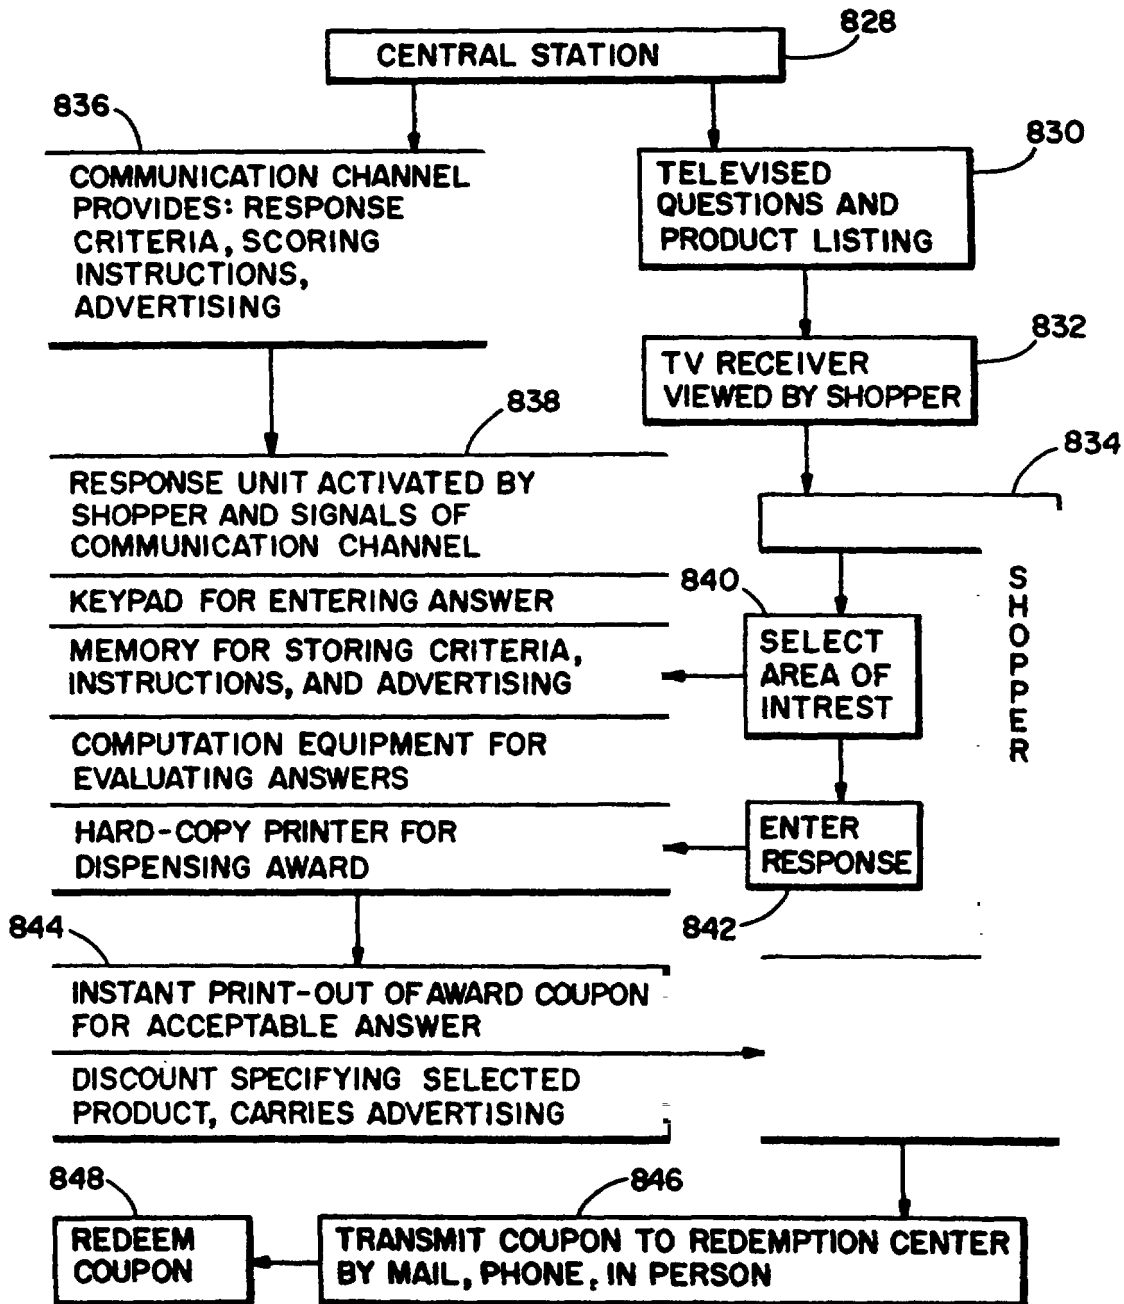 828
CENTRAL STATION
836
COMMUNICATION CHANNEL
PROVIDES: RESPONSE
CRITERIA, SCORING
INSTRUCTIONS,
ADVERTISING
830
TELEVISED
QUESTIONS AND
PRODUCT LISTING
832
TV RECEIVER
VIEWED BY SHOPPER
834
SHOPPER
838
RESPONSE UNIT ACTIVATED BY
SHOPPER AND SIGNALS OF
COMMUNICATION CHANNEL
KEYPAD FOR ENTERING ANSWER
MEMORY FOR STORING CRITERIA,
INSTRUCTIONS, AND ADVERTISING
COMPUTATION EQUIPMENT FOR
EVALUATING ANSWERS
HARD-COPY PRINTER FOR
DISPENSING AWARD
840
SELECT
AREA OF
INTREST
ENTER
RESPONSE
842
844
INSTANT PRINT-OUT OF AWARD COUPON
FOR ACCEPTABLE ANSWER
DISCOUNT SPECIFYING SELECTED
PRODUCT, CARRIES ADVERTISING
846
TRANSMIT COUPON TO REDEMPTION CENTER
BY MAIL, PHONE, IN PERSON
848
REDEEM
COUPON